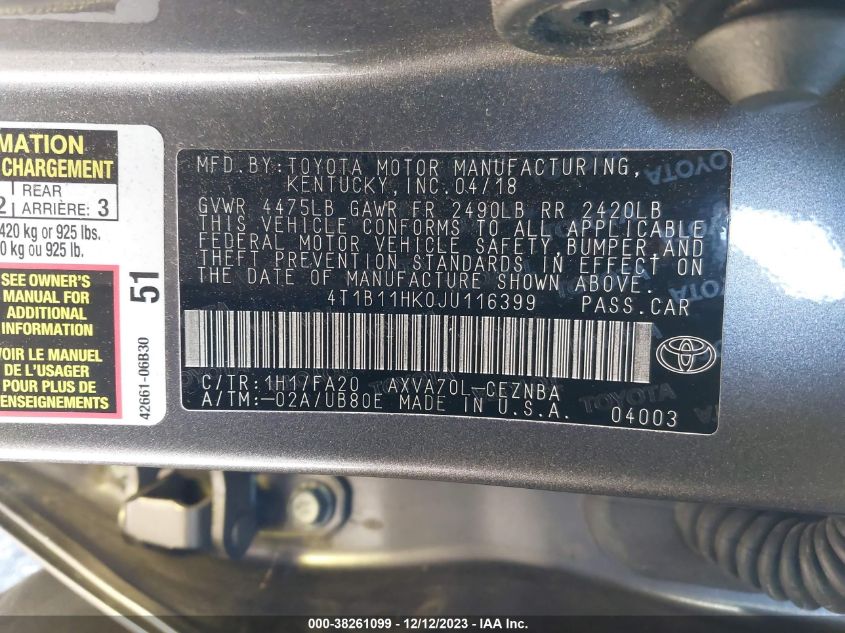 MATION
CHARGEMENT
REAR
2 ARRIÈRE: 3
420 kg or 925 lbs.
0 kg ou 925 lb.
SEE OWNER'S
MANUAL FOR
ADDITIONAL
INFORMATION
VOIR LE MANUEL
POUR PLUS DE
RENSEIGNEMENTS
51
42661-06B30
MFD.BY:TOYOTA MOTOR MANUFACTURING,
KENTUCKY,INC.04/18
GVWR 4475LB GAWR FR 2490LB RR 2420LB
THIS VEHICLE CONFORMS TO ALL APPLICABLE
FEDERAL MOTOR VEHICLE SAFETY,BUMPER,AND
THEFT PREVENTION STANDARDS IN EFFECT ON
THE DATE OF MANUFACTURE SHOWN ABOVE.
4T1B11HK0JU116399 PASS.CAR
C/TR:1H17/FA20 AXVA70L-CEZNBA
A/TM:-02A/UB80E MADE IN U.S.A. 04003
TOYOTA
000-38261099 - 12/12/2023 - IAA Inc.